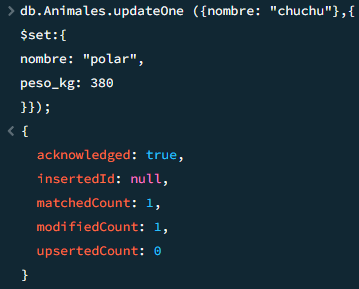 > db.Animales.updateOne ({nombre: "chuchu"},{
$set:{
nombre: "polar",
peso_kg: 380
}});
< {
acknowledged: true,
insertedId: null,
matchedCount: 1,
modifiedCount: 1,
upsertedCount: 0
}